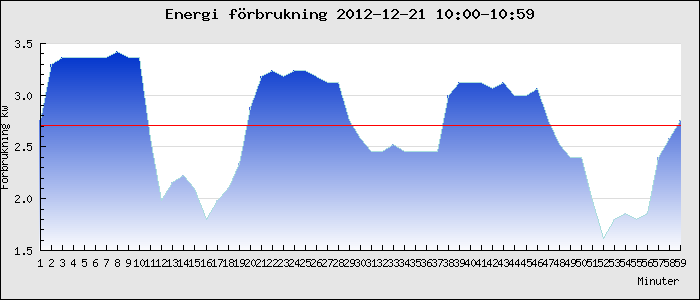 Energi förbrukning 2012-12-21 10:00-10:59
Förbrukning kw
3.5
3.0
2.5
2.0
1.5
1 2 3 4 5 6 7 8 9 10 11 12 13 14 15 16 17 18 19 20 21 22 23 24 25 26 27 28 29 30 31 32 33 34 35 36 37 38 39 40 41 42 43 44 45 46 47 48 49 50 51 52 53 54 55 56 57 58 59
Minuter